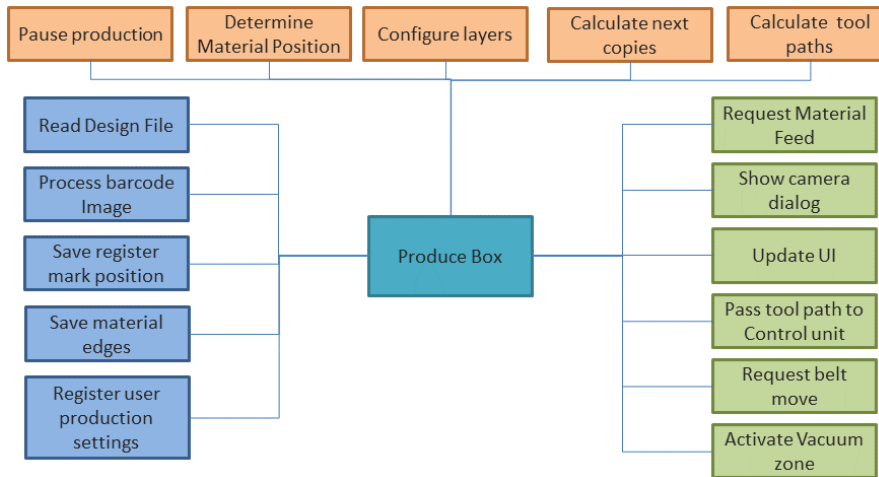 Pause production
Determine
Material Position
Configure layers
Calculate next
copies
Calculate tool
paths
Read Design File
Process barcode
Image
Save register
mark position
Save material
edges
Register user
production
settings
Produce Box
Request Material
Feed
Show camera
dialog
Update UI
Pass tool path to
Control unit
Request belt
move
Activate Vacuum
zone